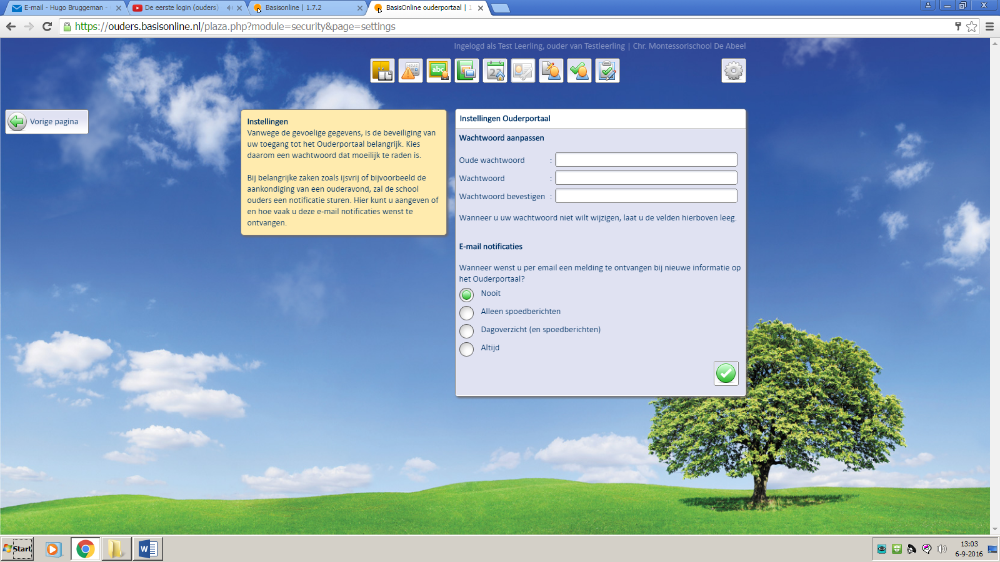 E-mail - Hugo Bruggeman -
De eerste login (ouders)
Basisonline | 1.7.2
BasisOnline ouderportaal | 1
https://ouders.basisonline.nl/plaza.php?module=security&page=settings
Ingelogd als Test Leerling, ouder van Testleerling | Chr. Montessorischool De Abeel
NEUS
abc
23
Vorige pagina
Instellingen
Vanwege de gevoelige gegevens, is de beveiliging van
uw toegang tot het Ouderportaal belangrijk. Kies
daarom een wachtwoord dat moeilijk te raden is.
Bij belangrijke zaken zoals ijsvrij of bijvoorbeeld de
aankondiging van een ouderavond, zal de school
ouders een notificatie sturen. Hier kunt u aangeven of
en hoe vaak u deze e-mail notificaties wenst te
ontvangen.
Instellingen Ouderportaal
Wachtwoord aanpassen
Oude wachtwoord :
Wachtwoord :
Wachtwoord bevestigen :
Wanneer u uw wachtwoord niet wilt wijzigen, laat u de velden hierboven leeg.
E-mail notificaties
Wanneer wenst u per email een melding te ontvangen bij nieuwe informatie op
het Ouderportaal?
Nooit
Alleen spoedberichten
Dagoverzicht (en spoedberichten)
Altijd
Start
W
13:03
6-9-2016